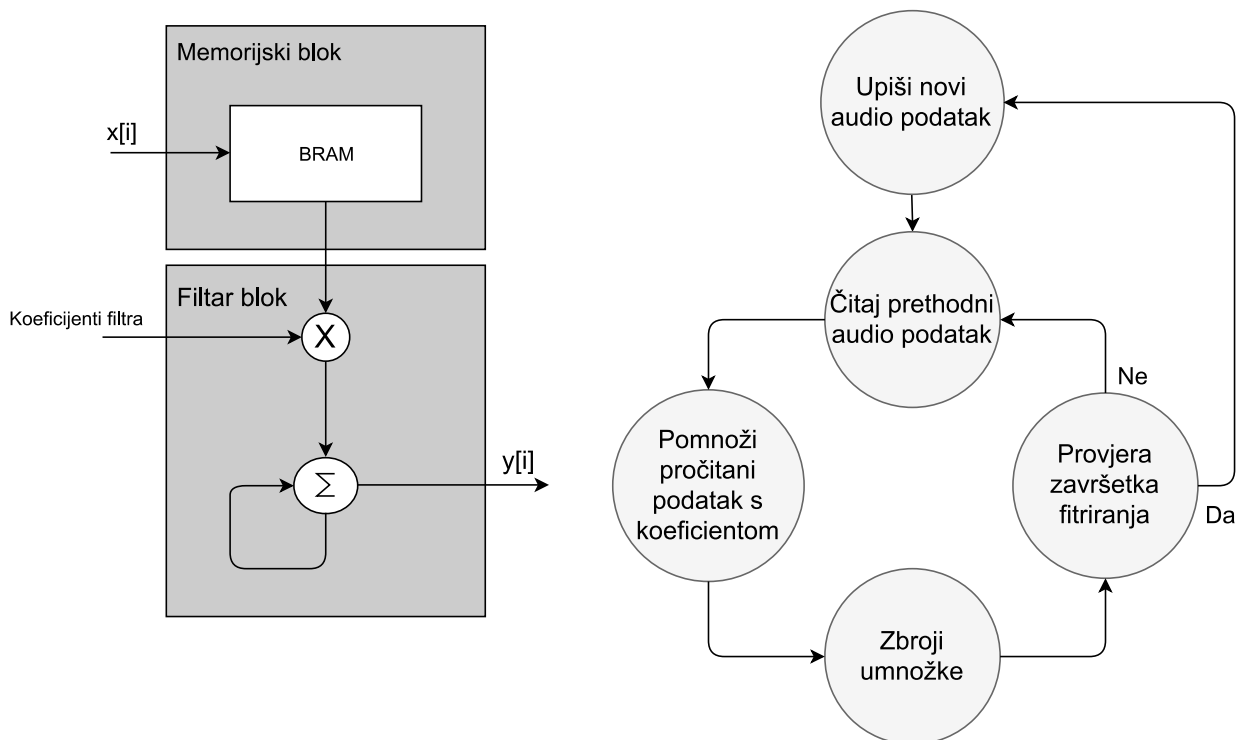 Memorijski blok
x[i]
BRAM
Filtar blok
Koeficijenti filtra
X
Σ
y[i]
Upiši novi
audio podatak
Čitaj prethodni
audio podatak
Ne
Pomnoži
pročitani
podatak s
koeficientom
Provjera
završetka
fitriranja
Da
Zbroji
umnoške